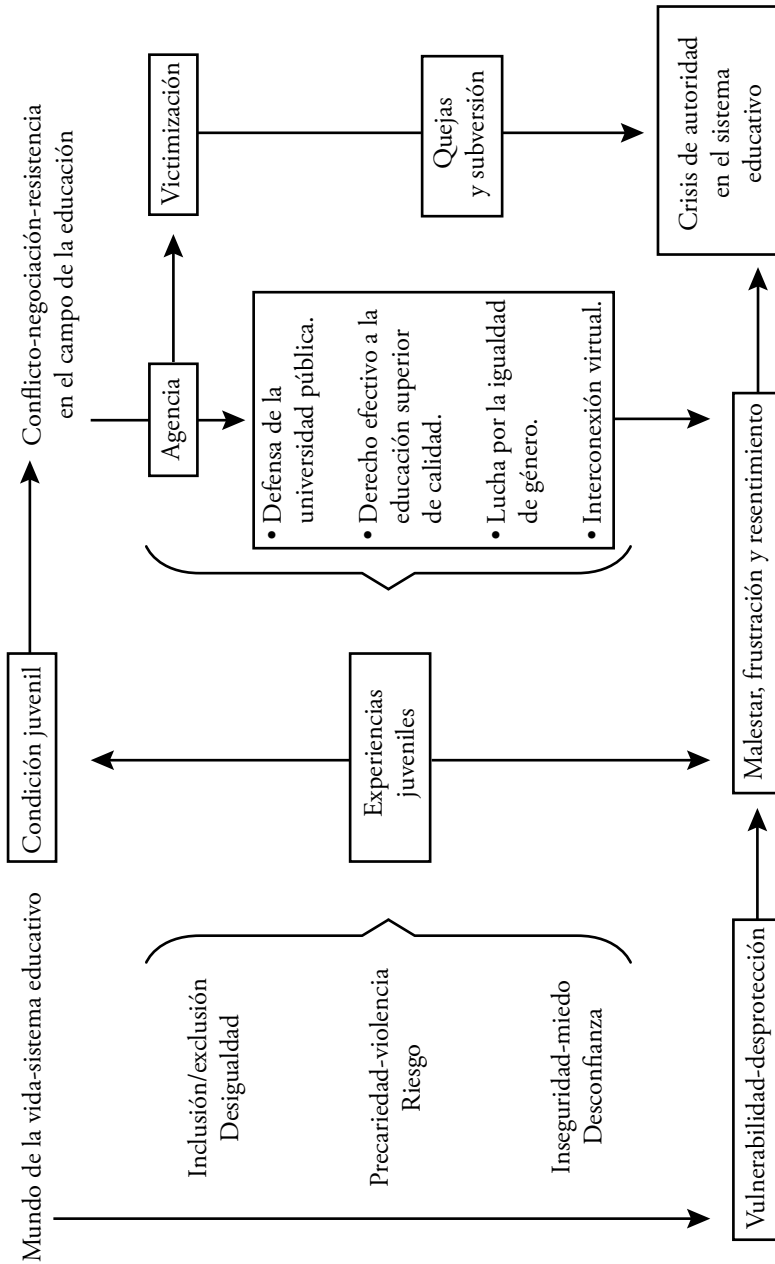 Mundo de la vida-sistema educativo
Condición juvenil
Conflicto-negociación-resistencia
en el campo de la educación
Inclusión/exclusión
Desigualdad
Precariedad-violencia
Riesgo
Inseguridad-miedo
Desconfianza
Experiencias
juveniles
Agencia
Victimización
• Defensa de la
universidad pública.
• Derecho efectivo a la
educación superior
de calidad.
• Lucha por la igualdad
de género.
• Interconexión virtual.
Quejas
y subversión
Vulnerabilidad-desprotección
Malestar, frustración y resentimiento
Crisis de autoridad
en el sistema
educativo